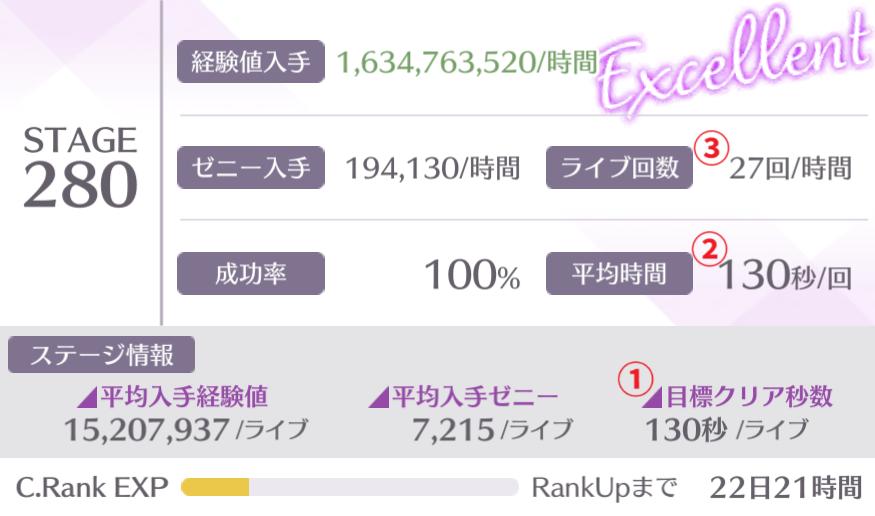 Excellent
経験値入手 1,634,763,520/時間
STAGE
280
ゼニー入手 194,130/時間 ライブ回数 ③ 27回/時間
成功率 100% 平均時間 ② 130秒/回
ステージ情報
◢平均入手経験値 ◢平均入手ゼニー ① ◢目標クリア秒数
15,207,937 /ライブ 7,215 /ライブ 130秒 /ライブ
C.Rank EXP RankUpまで 22日21時間